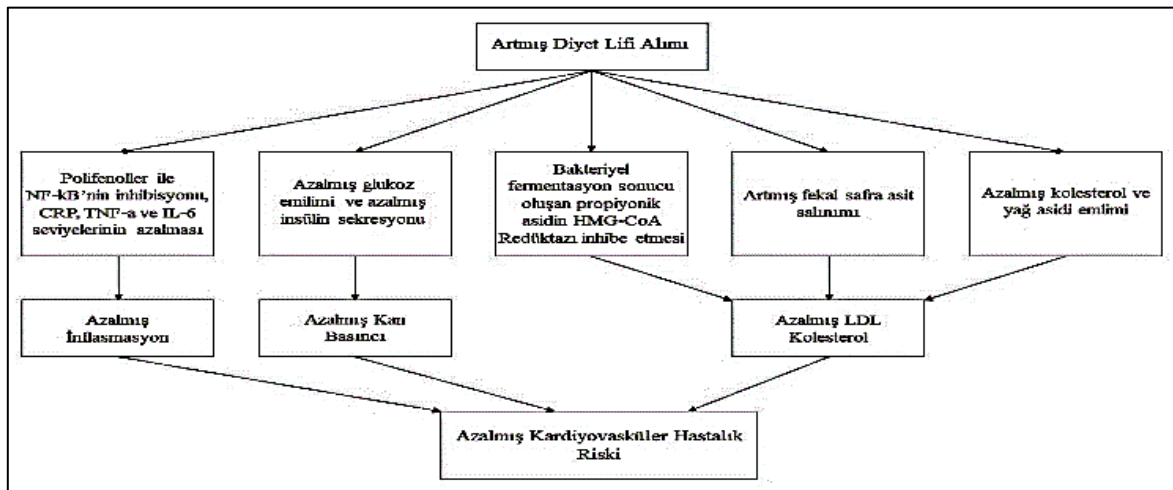 Artmış Diyet Lifi Alımı
Polifenoller ile
NF-kB'nin inhibisyonu,
CRP, TNF-a ve IL-6
seviyelerinin azalması
Azalmış glukoz
emilimi ve azalmış
insülin sekresyonu
Bakteriyel
fermentasyon sonucu
oluşan propiyonik
asidin HMG-CoA
Redüktazı inhibe etmesi
Artmış fekal safra asit
salınımı
Azalmış kolesterol ve
yağ asidi emlimi
Azalmış
İnflasmasyon
Azalmış Kan
Basıncı
Azalmış LDL
Kolesterol
Azalmış Kardiyovasküler Hastalık
Riski